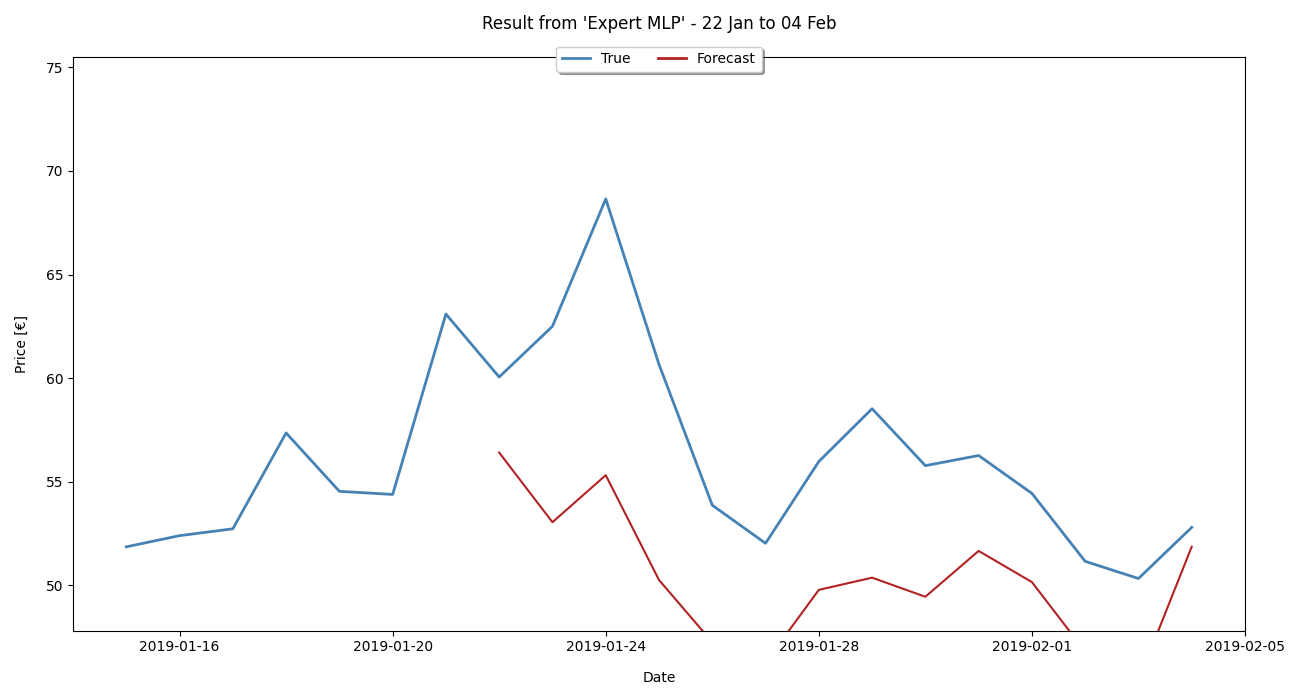 Result from 'Expert MLP' - 22 Jan to 04 Feb
True Forecast
75
70
65
60
55
50
Price [€]
2019-01-16 2019-01-20 2019-01-24 2019-01-28 2019-02-01 2019-02-05
Date